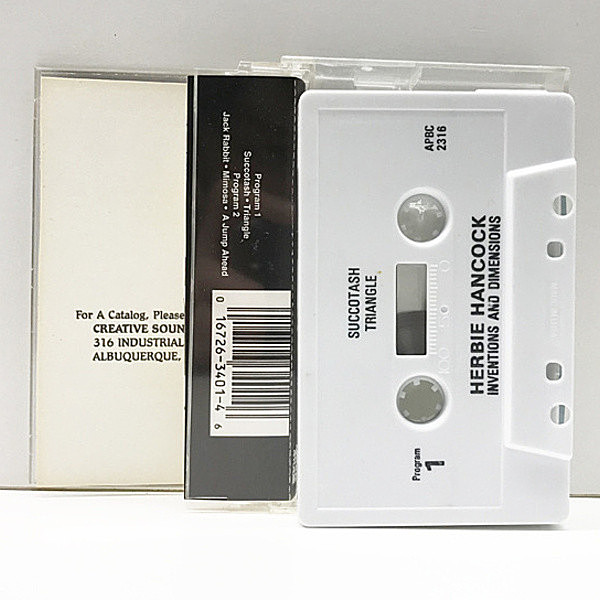 For A Catalog, Please
CREATIVE SOUN
316 INDUSTRIAL
ALBUQUERQUE,
Program 1
Succotash • Triangle
Program 2
Jack Rabbit • Mimosa • A Jump Ahead
0 16726-3401-4 6
APBC
2316
SUCCOTASH
TRIANGLE
HERBIE HANCOCK
INVENTIONS AND DIMENSIONS
Program
1